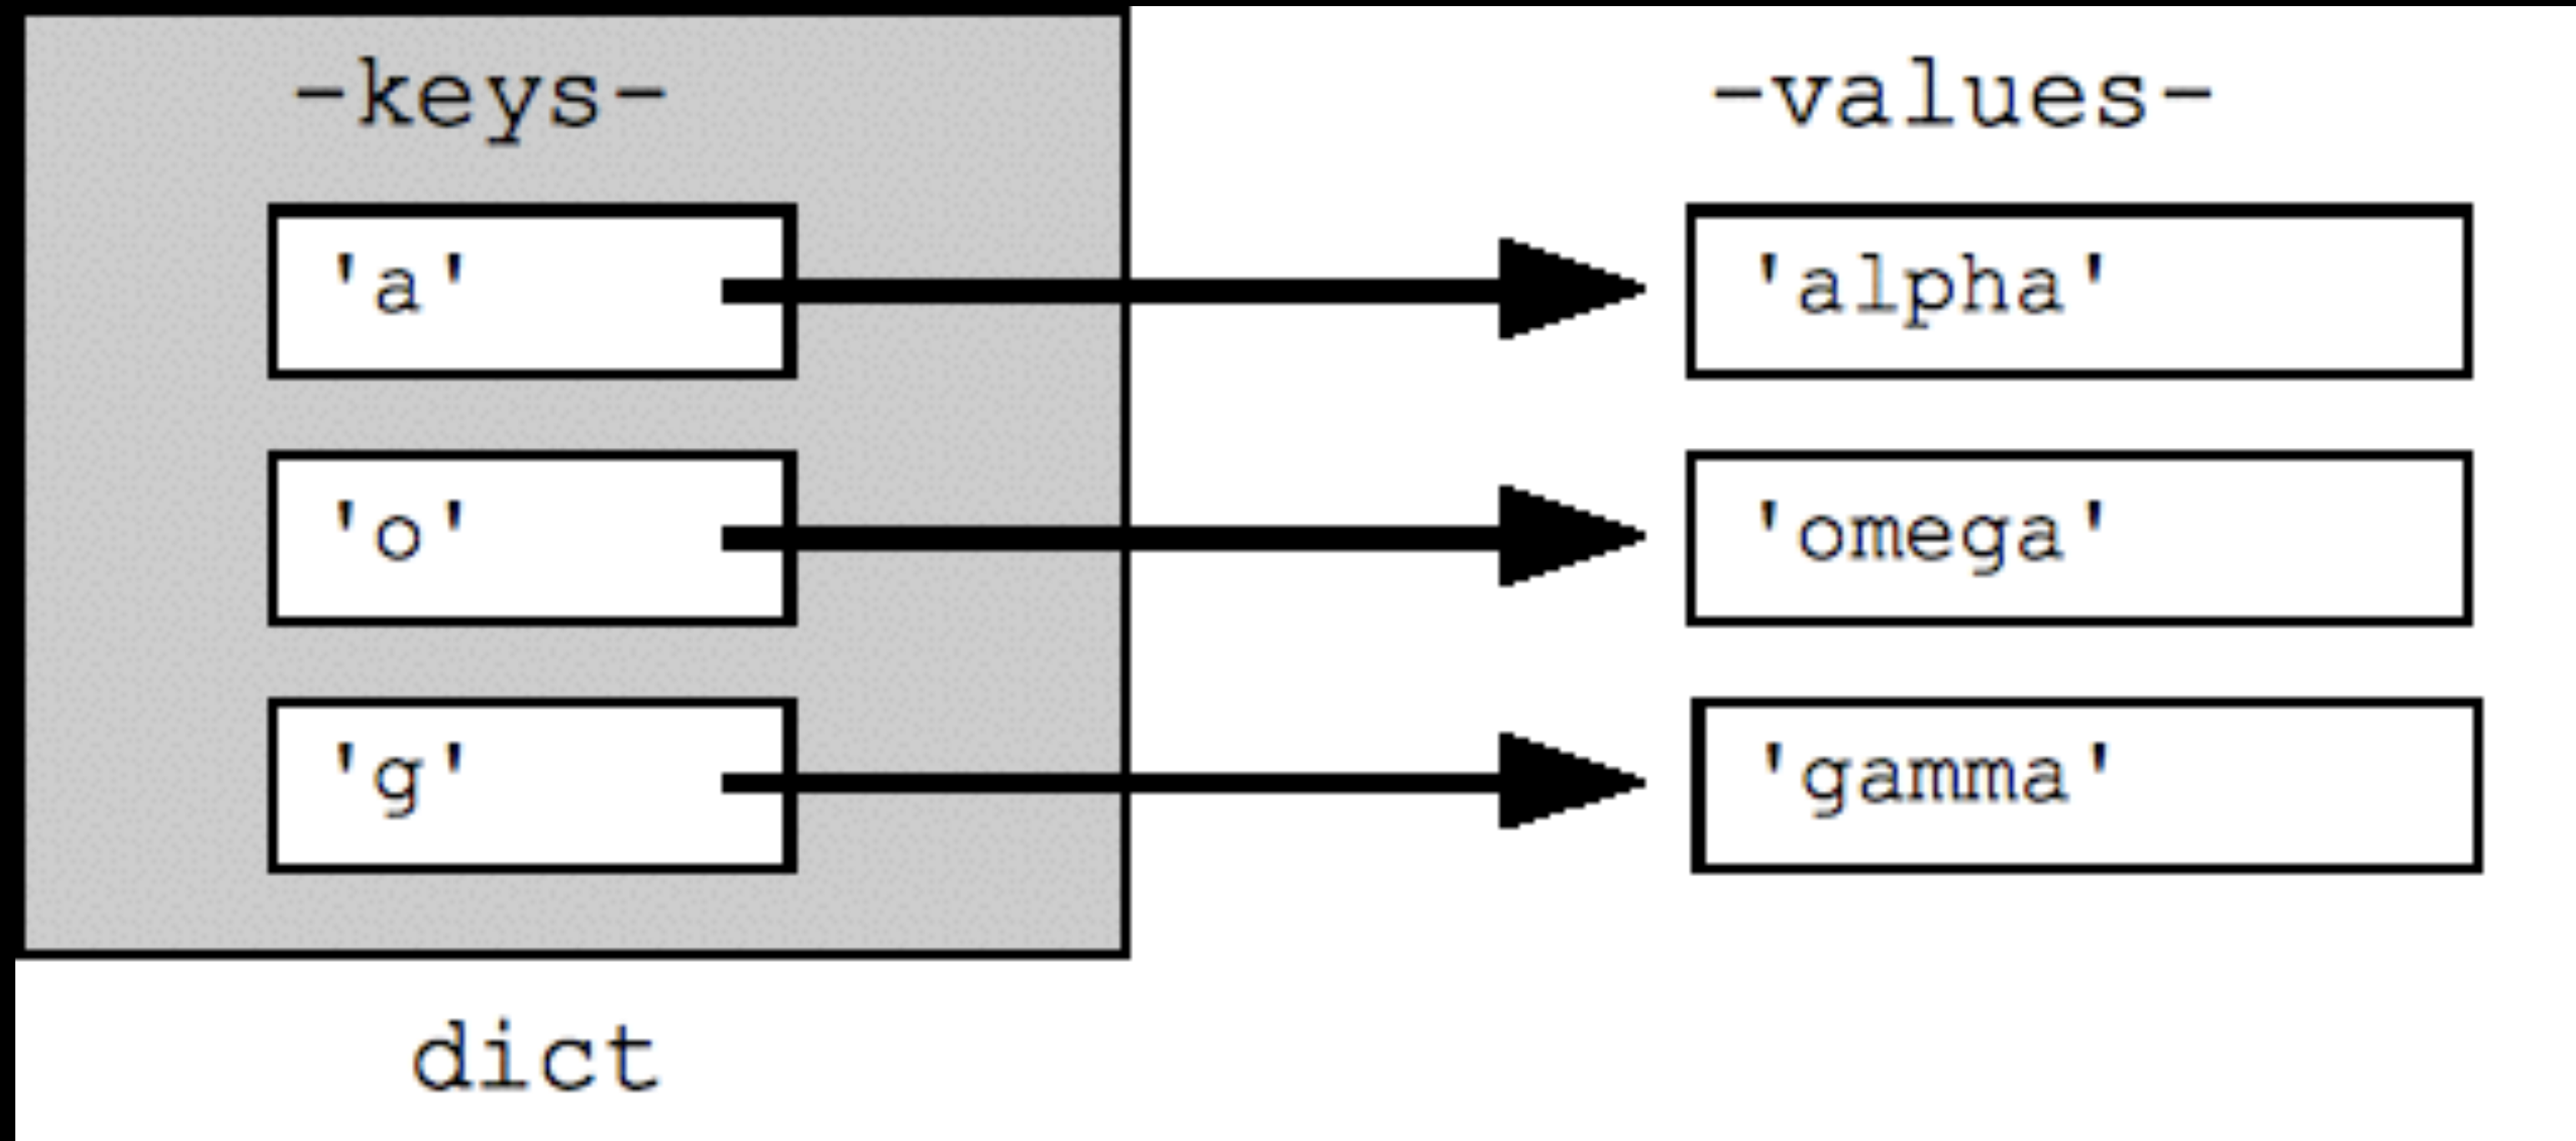 -keys- -values-
'a' 'alpha'
'o' 'omega'
'g' 'gamma'
dict